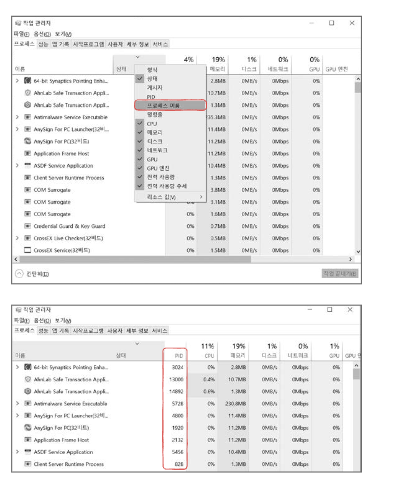 작업 관리자
파일(F) 옵션(O) 보기(V)
프로세스 성능 앱 기록 시작프로그램 사용자 세부 정보 서비스
4% 19% 1% 0% 0%
이름 상태 메모리 디스크 네트워크 GPU GPU 엔진
형식
상태
게시자
PID
프로세스 이름
명령줄
CPU
메모리
디스크
네트워크
GPU
GPU 엔진
전력 사용량
전력 사용량 추세
리소스 값(V)
64-bit Synaptics Pointing Enha... 2.8MB 0MB/s 0Mbps 0%
AhnLab Safe Transaction Appli... 10.7MB 0MB/s 0Mbps 0%
AhnLab Safe Transaction Appli... 1.3MB 0MB/s 0Mbps 0%
Antimalware Service Executable 0MB/s 0Mbps 0%
AnySign For PC Launcher(32비... 11.4MB 0MB/s 0Mbps 0%
AnySign For PC(32비트) 11.2MB 0MB/s 0Mbps 0%
Application Frame Host 11.2MB 0MB/s 0Mbps 0%
ASDF Service Application 10.4MB 0MB/s 0Mbps 0%
Client Server Runtime Process 1.3MB 0MB/s 0Mbps 0%
COM Surrogate 3.8MB 0MB/s 0Mbps 0%
COM Surrogate 0% 3.1MB 0MB/s 0Mbps 0%
COM Surrogate 0% 1.6MB 0MB/s 0Mbps 0%
Credential Guard & Key Guard 0% 0.7MB 0MB/s 0Mbps 0%
CrossEX Live Checker(32비트) 0% 0.5MB 0MB/s 0Mbps 0%
CrossEX Service(32비트) 0% 3.5MB 0MB/s 0Mbps 0%
간단히(D) 작업 끝내기(E)
작업 관리자
파일(F) 옵션(O) 보기(V)
프로세스 성능 앱 기록 시작프로그램 사용자 세부 정보 서비스
11% 19% 1% 0% 1%
이름 상태 PID CPU 메모리 디스크 네트워크 GPU GPU 엔
64-bit Synaptics Pointing Enha... 3024 0% 2.8MB 0MB/s 0Mbps 0%
AhnLab Safe Transaction Appli... 13000 0.4% 10.7MB 0MB/s 0Mbps 0%
AhnLab Safe Transaction Appli... 14892 0.8% 1.3MB 0MB/s 0Mbps 0%
Antimalware Service Executable 5728 0% 230.8MB 0MB/s 0Mbps 0%
AnySign For PC Launcher(32비... 4800 0% 11.4MB 0MB/s 0Mbps 0%
AnySign For PC(32비트) 1920 0% 11.2MB 0MB/s 0Mbps 0%
Application Frame Host 2132 0% 11.2MB 0MB/s 0Mbps 0%
ASDF Service Application 5456 0% 10.4MB 0MB/s 0Mbps 0%
Client Server Runtime Process 828 0% 1.3MB 0MB/s 0Mbps 0%